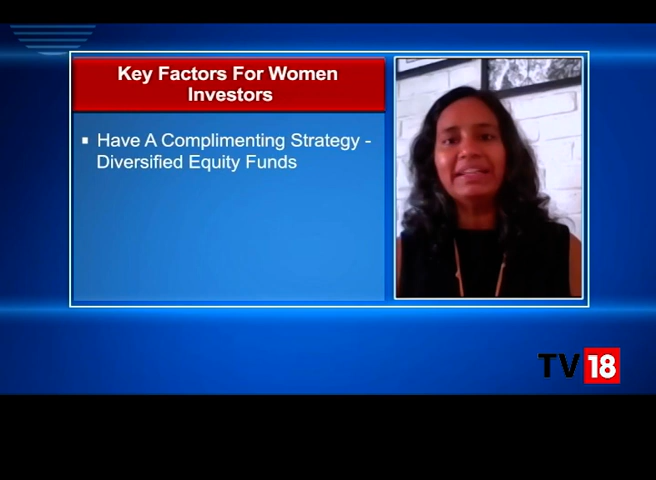 Key Factors For Women
Investors
▪ Have A Complimenting Strategy -
Diversified Equity Funds
TV18